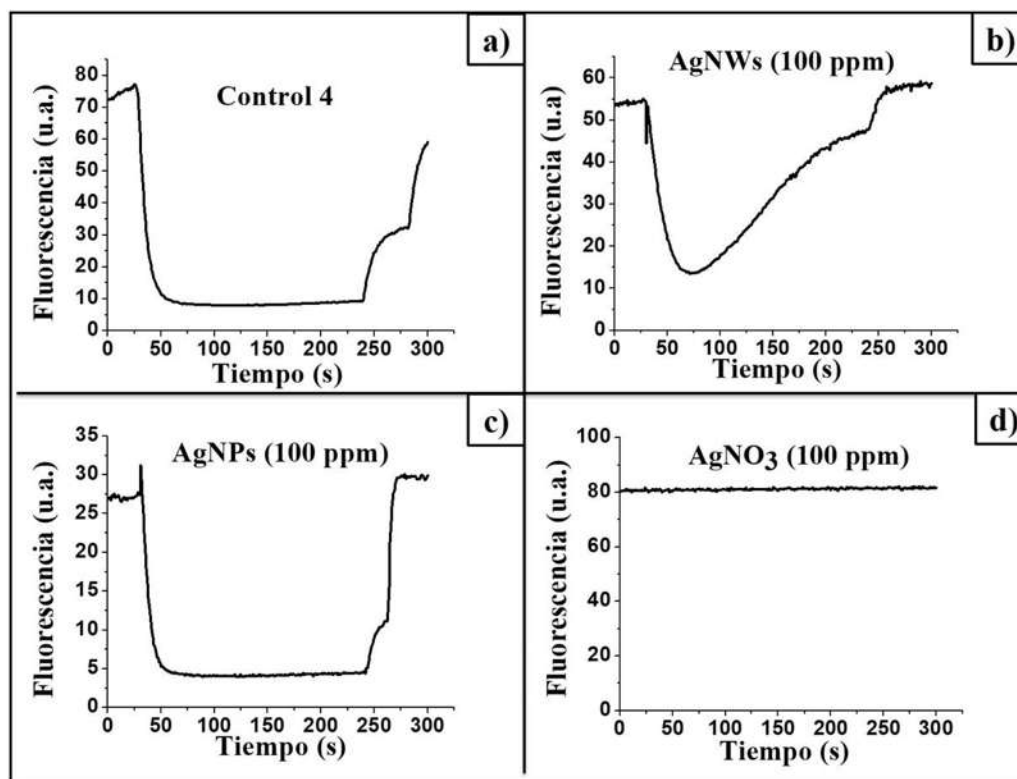 a)
Control 4
Fluorescencia (u.a.)
80
70
60
50
40
30
20
10
0
0 50 100 150 200 250 300
Tiempo (s)
b)
AgNWs (100 ppm)
Fluorescencia (u.a)
60
50
40
30
20
10
0
0 50 100 150 200 250 300
Tiempo (s)
c)
AgNPs (100 ppm)
Fluorescencia (u.a.)
35
30
25
20
15
10
5
0
0 50 100 150 200 250 300
Tiempo (s)
d)
AgNO3 (100 ppm)
Fluorescencia (u.a.)
100
80
60
40
20
0
0 50 100 150 200 250 300
Tiempo (s)